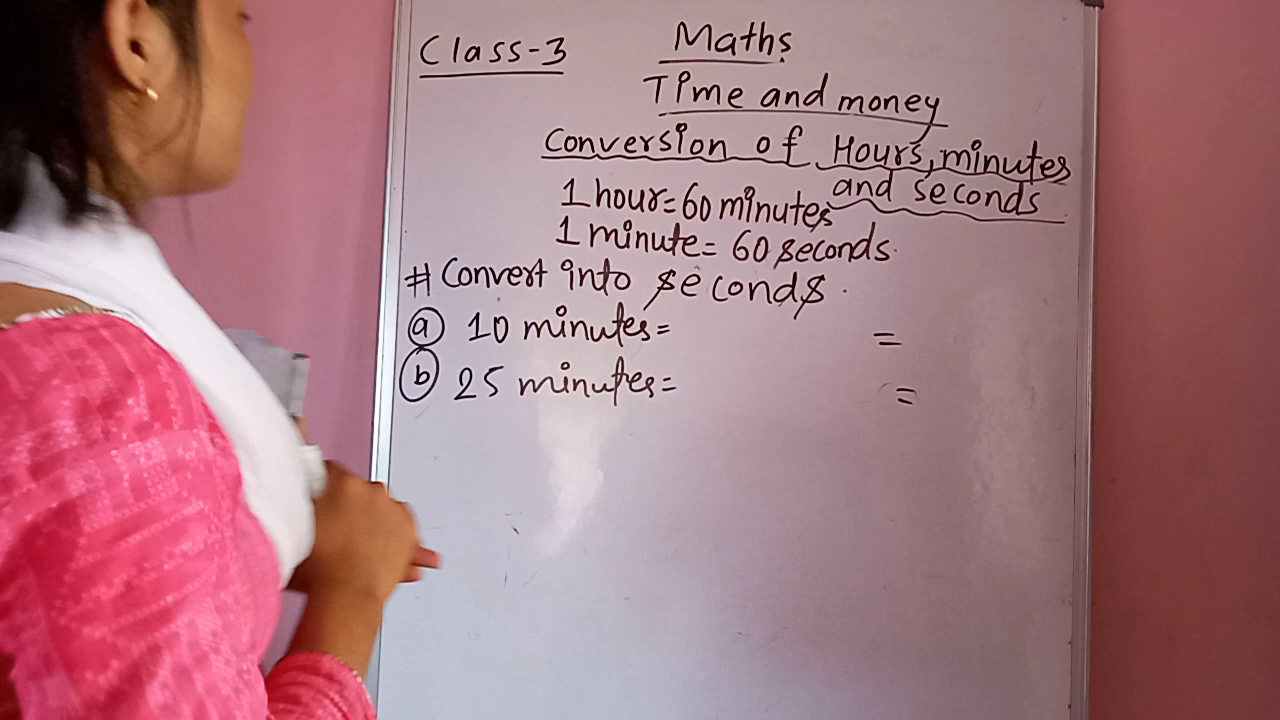 Class-3 Maths
Time and money
Conversion of Hours, minutes
and seconds
1 hour = 60 minutes
1 minute = 60 seconds.
# Convert into seconds.
(a) 10 minutes = =
(b) 25 minutes = =